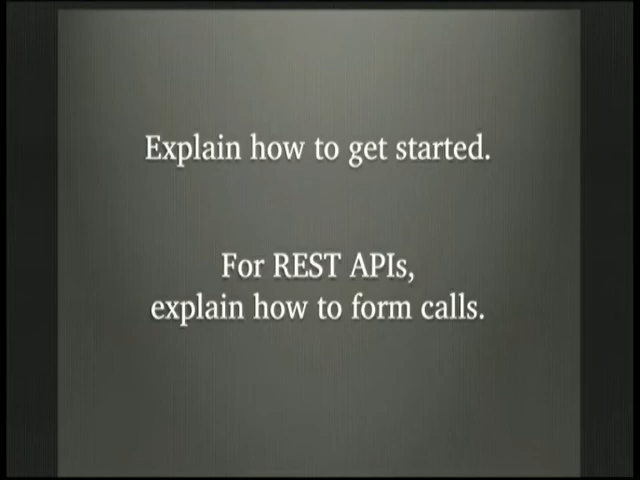 Explain how to get started.
For REST APIs,
explain how to form calls.